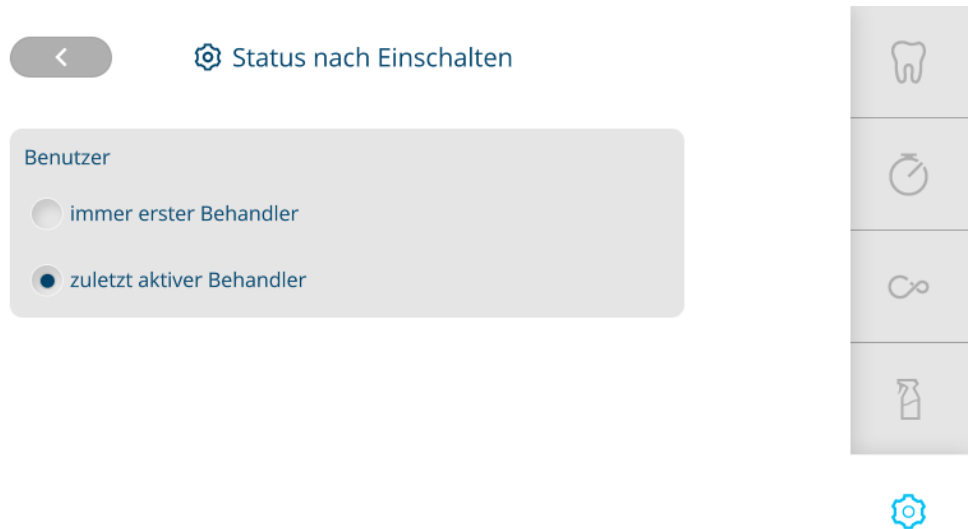 Status nach Einschalten
Benutzer
immer erster Behandler
zuletzt aktiver Behandler